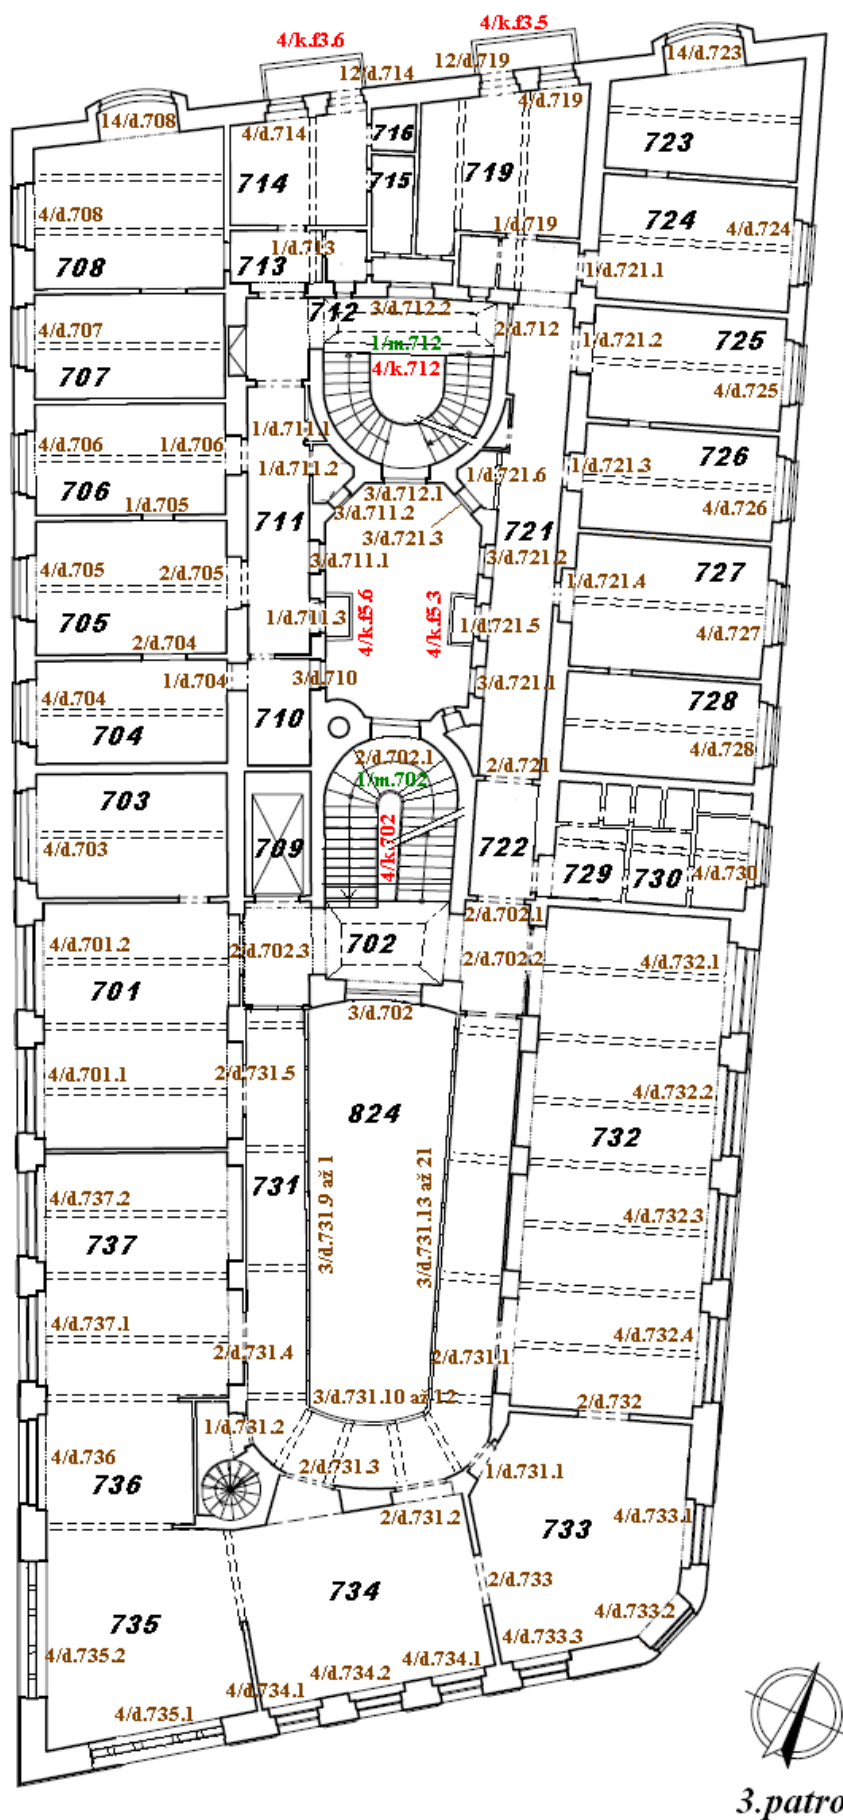 4/k.f3.5
4/k.f3.6
14/d.723
12/d.719
12/d.714
4/d.719
14/d.708
4/d.714
716
723
715
719
714
4/d.708
724
4/d.724
1/d.719
1/d.713
713
708
1/d.721.1
3/d.712.2
712
2/d.712
4/d.707
1/m.712
1/d.721.2
725
4/k.712
707
4/d.725
1/d.711.1
4/d.706
1/d.706
726
1/d.711.2
1/d.721.6
1/d.721.3
706
3/d.712.1
1/d.705
3/d.711.2
4/d.726
711
721
3/d.721.3
3/d.711.1
3/d.721.2
4/d.705
2/d.705
727
1/d.721.4
705
1/d.711.3
4/k.f5.6
4/k.f5.3
1/d.721.5
4/d.727
2/d.704
1/d.704
3/d.710
3/d.721.1
4/d.704
728
710
704
4/d.728
2/d.702.1
2/d.721
1/m.702
703
4/k.702
4/d.703
709
722
729
730
4/d.730
2/d.702.1
4/d.701.2
2/d.702.3
702
2/d.702.2
4/d.732.1
701
3/d.702
4/d.701.1
2/d.731.5
4/d.732.2
824
732
731
4/d.737.2
3/d.731.9 až 1
3/d.731.13 až 21
4/d.732.3
737
4/d.737.1
4/d.732.4
2/d.731.4
2/d.731.1
3/d.731.10 až 12
2/d.732
1/d.731.2
4/d.736
2/d.731.3
1/d.731.1
736
2/d.731.2
4/d.733.1
733
734
2/d.733
735
4/d.733.2
4/d.735.2
4/d.733.3
4/d.734.1
4/d.734.2
4/d.734.1
4/d.735.1
3.patro